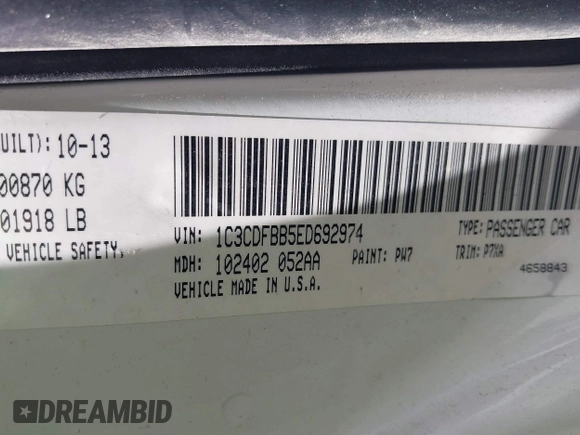 UILT): 10-13
00870 KG
01918 LB
VEHICLE SAFETY,
VIN: 1C3CDFBB5ED692974
TYPE: PASSENGER CAR
MDH: 102402 052AA
PAINT: PW7
TRIM: P7XA
VEHICLE MADE IN U.S.A.
4658843
DREAMBID